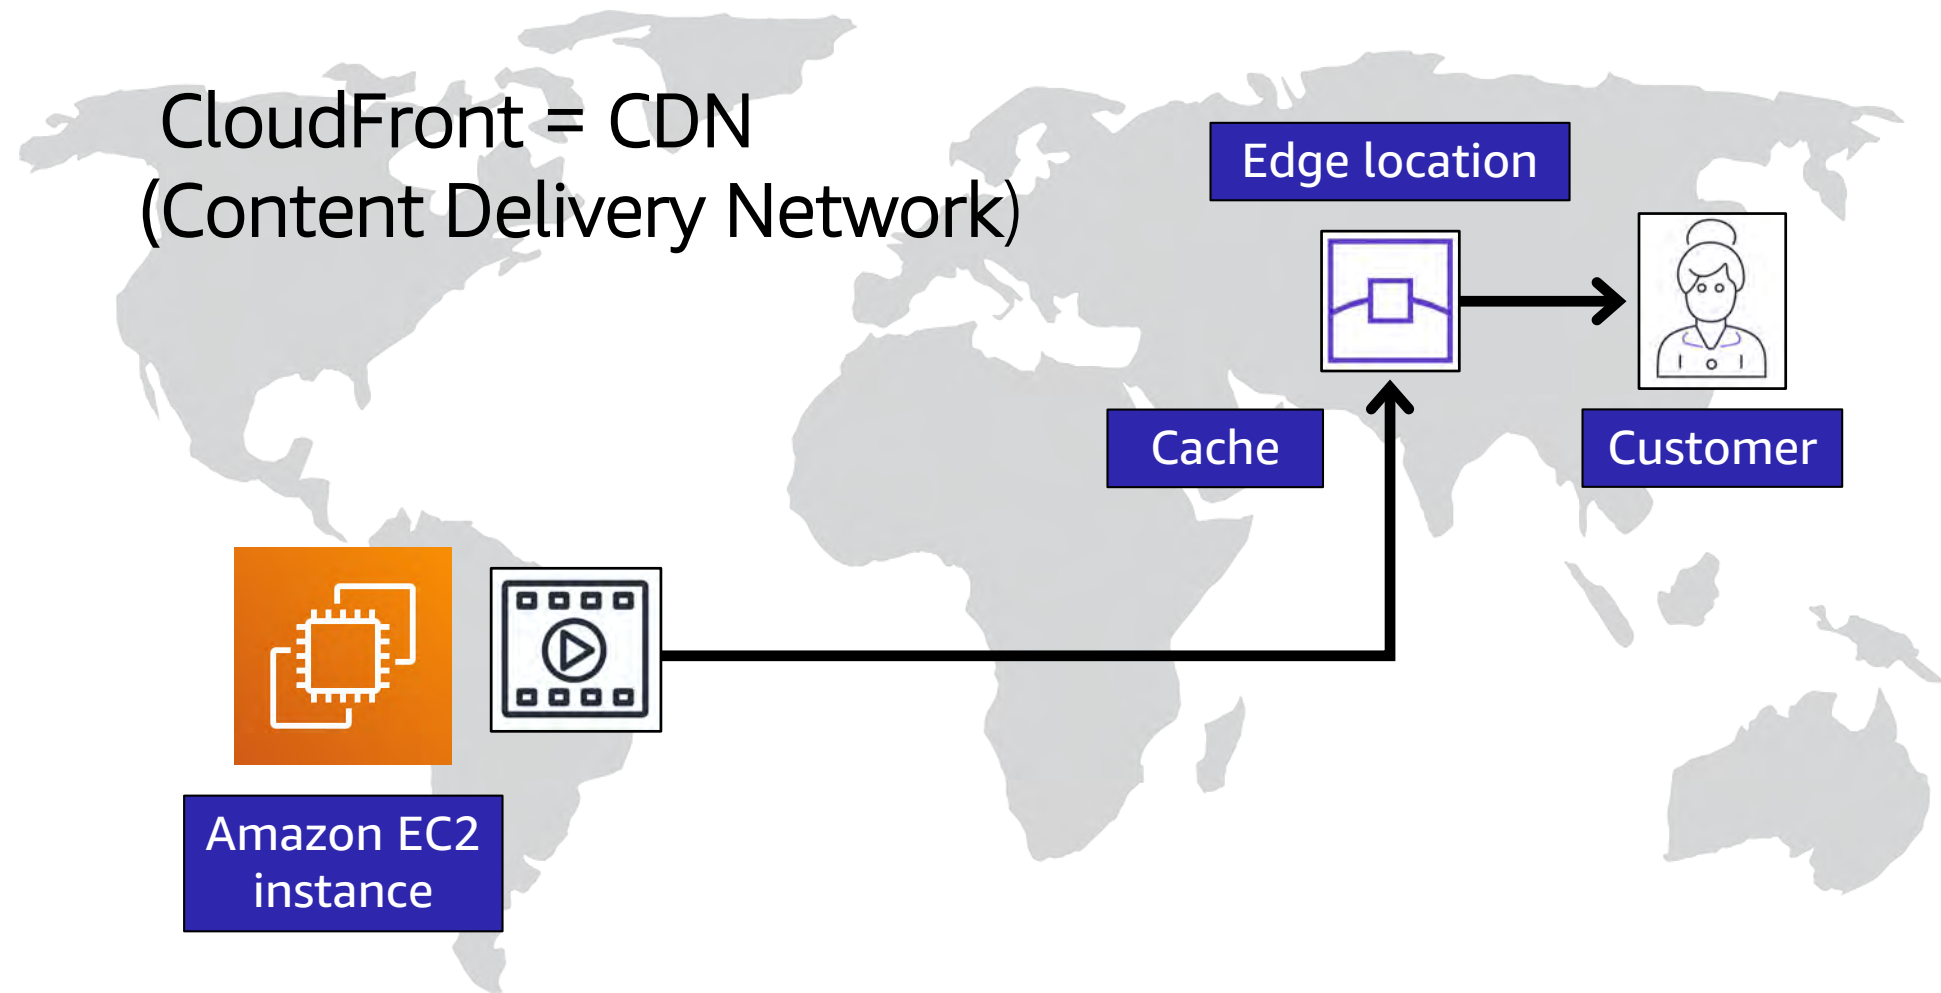 CloudFront = CDN
(Content Delivery Network)
Edge location
Cache
Customer
Amazon EC2
instance